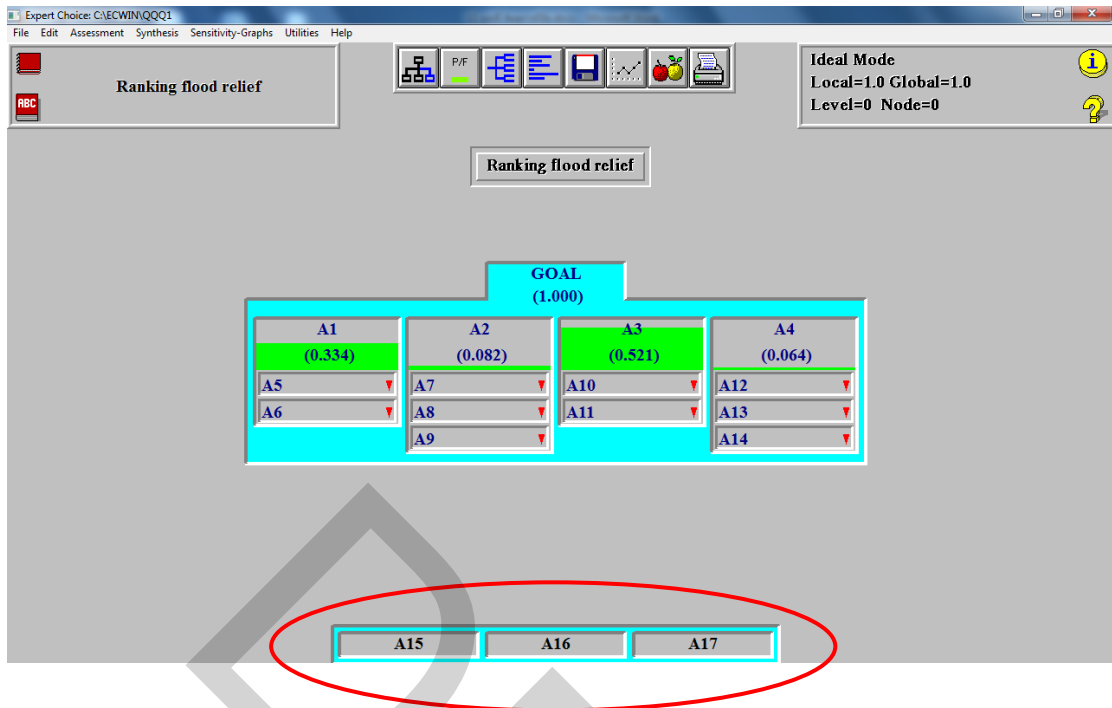 Expert Choice: C:\ECWIN\QQQ1
File Edit Assessment Synthesis Sensitivity-Graphs Utilities Help
Ranking flood relief
ABC
P/F
Ideal Mode
Local=1.0 Global=1.0
Level=0 Node=0
i
?
Ranking flood relief
GOAL
(1.000)
A1 A2 A3 A4
(0.334) (0.082) (0.521) (0.064)
A5 A7 A10 A12
A6 A8 A11 A13
A9 A14
A15 A16 A17